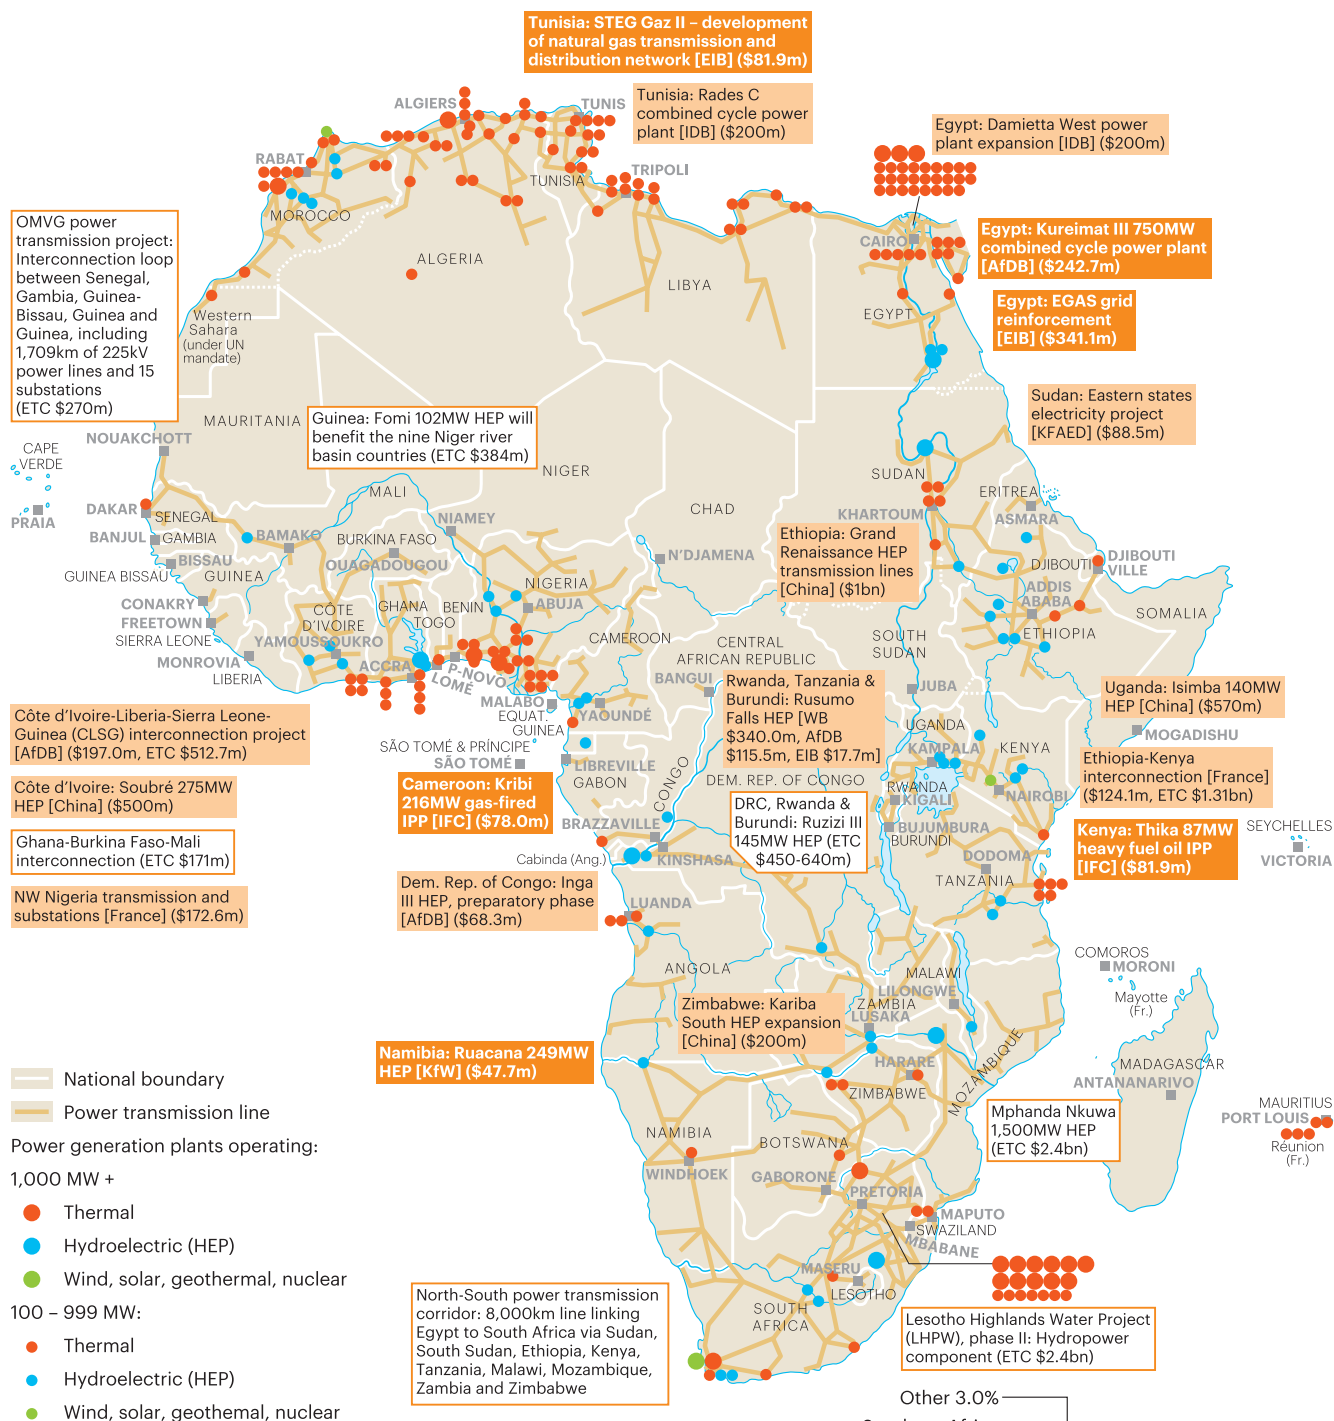 Tunisia: STEG Gaz II – development
of natural gas transmission and
distribution network [EIB] ($81.9m)
Tunisia: Rades C
combined cycle power
plant [IDB] ($200m)
Egypt: Damietta West power
plant expansion [IDB] ($200m)
ALGIERS
TUNIS
RABAT
TRIPOLI
TUNISIA
MOROCCO
OMVG power
transmission project:
Interconnection loop
between Senegal,
Gambia, Guinea-
Bissau, Guinea and
Guinea, including
1,709km of 225kV
power lines and 15
substations
(ETC $270m)
CAIRO
Egypt: Kureimat III 750MW
combined cycle power plant
[AfDB] ($242.7m)
ALGERIA
LIBYA
EGYPT
Egypt: EGAS grid
reinforcement
[EIB] ($341.1m)
Western
Sahara
(under UN
mandate)
Sudan: Eastern states
electricity project
[KFAED] ($88.5m)
MAURITANIA
Guinea: Fomi 102MW HEP will
benefit the nine Niger river
basin countries (ETC $384m)
NOUAKCHOTT
CAPE
VERDE
PRAIA
NIGER
SUDAN
MALI
CHAD
ERITREA
DAKAR
SENEGAL
NIAMEY
KHARTOUM
ASMARA
BANJUL
GAMBIA
BAMAKO
BURKINA FASO
OUAGADOUGOU
N'DJAMENA
Ethiopia: Grand
Renaissance HEP
transmission lines
[China] ($1bn)
DJIBOUTI
DJIBOUTI
VILLE
BISSAU
GUINEA BISSAU
GUINEA
NIGERIA
ADDIS
ABABA
CONAKRY
FREETOWN
SIERRA LEONE
CÔTE
D'IVOIRE
GHANA
TOGO
BENIN
ABUJA
SOMALIA
YAMOUSSOUKRO
CAMEROON
CENTRAL
AFRICAN REPUBLIC
SOUTH
SUDAN
ETHIOPIA
MONROVIA
LIBERIA
ACCRA
LOMÉ
P-NOVO
BANGUI
JUBA
Rwanda, Tanzania &
Burundi: Rusumo
Falls HEP [WB
$340.0m, AfDB
$115.5m, EIB $17.7m]
Uganda: Isimba 140MW
HEP [China] ($570m)
MALABO
EQUAT.
GUINEA
YAOUNDÉ
Côte d'Ivoire-Liberia-Sierra Leone-
Guinea (CLSG) interconnection project
[AfDB] ($197.0m, ETC $512.7m)
UGANDA
KAMPALA
KENYA
MOGADISHU
SÃO TOMÉ & PRÍNCIPE
SÃO TOMÉ
LIBREVILLE
GABON
CONGO
DEM. REP. OF CONGO
Ethiopia-Kenya
interconnection [France]
($124.1m, ETC $1.31bn)
Côte d'Ivoire: Soubré 275MW
HEP [China] ($500m)
Cameroon: Kribi
216MW gas-fired
IPP [IFC] ($78.0m)
RWANDA
KIGALI
NAIROBI
DRC, Rwanda &
Burundi: Ruzizi III
145MW HEP (ETC
$450-640m)
BRAZZAVILLE
BUJUMBURA
BURUNDI
Kenya: Thika 87MW
heavy fuel oil IPP
[IFC] ($81.9m)
SEYCHELLES
VICTORIA
Ghana-Burkina Faso-Mali
interconnection (ETC $171m)
Cabinda (Ang.)
KINSHASA
DODOMA
TANZANIA
NW Nigeria transmission and
substations [France] ($172.6m)
Dem. Rep. of Congo: Inga
III HEP, preparatory phase
[AfDB] ($68.3m)
LUANDA
ANGOLA
MALAWI
LILONGWE
COMOROS
MORONI
Mayotte
(Fr.)
Zimbabwe: Kariba
South HEP expansion
[China] ($200m)
ZAMBIA
LUSAKA
Namibia: Ruacana 249MW
HEP [KfW] ($47.7m)
HARARE
MOZAMBIQUE
MADAGASCAR
ANTANANARIVO
ZIMBABWE
MAURITIUS
PORT LOUIS
Réunion
(Fr.)
Mphanda Nkuwa
1,500MW HEP
(ETC $2.4bn)
NAMIBIA
WINDHOEK
BOTSWANA
GABORONE
PRETORIA
MAPUTO
SWAZILAND
MBABANE
MASERU
LESOTHO
SOUTH
AFRICA
Lesotho Highlands Water Project
(LHPW), phase II: Hydropower
component (ETC $2.4bn)
North-South power transmission
corridor: 8,000km line linking
Egypt to South Africa via Sudan,
South Sudan, Ethiopia, Kenya,
Tanzania, Malawi, Mozambique,
Zambia and Zimbabwe
National boundary
Power transmission line
Power generation plants operating:
1,000 MW +
Thermal
Hydroelectric (HEP)
Wind, solar, geothermal, nuclear
100 – 999 MW:
Thermal
Hydroelectric (HEP)
Wind, solar, geothemal, nuclear
Other 3.0%